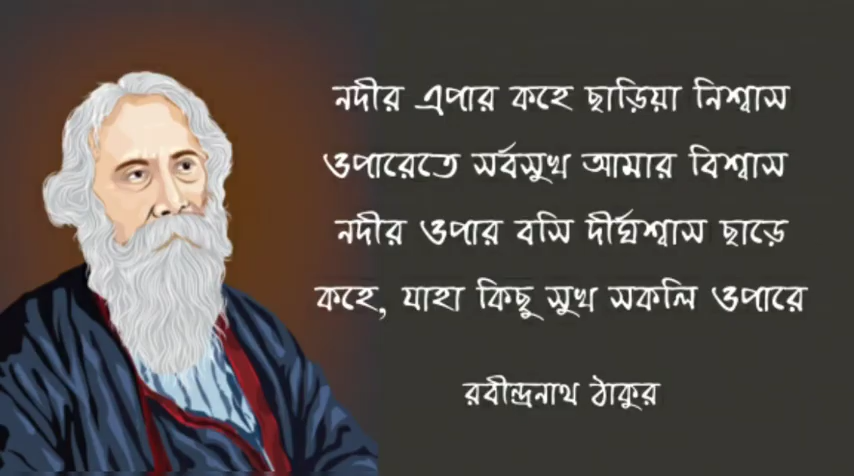 নদীর এপার কহে ছাড়িয়া নিশ্বাস
ওপারেতে সর্বসুখ আমার বিশ্বাস
নদীর ওপার বসি দীর্ঘশ্বাস ছাড়ে
কহে, যাহা কিছু সুখ সকলি ওপারে
রবীন্দ্রনাথ ঠাকুর